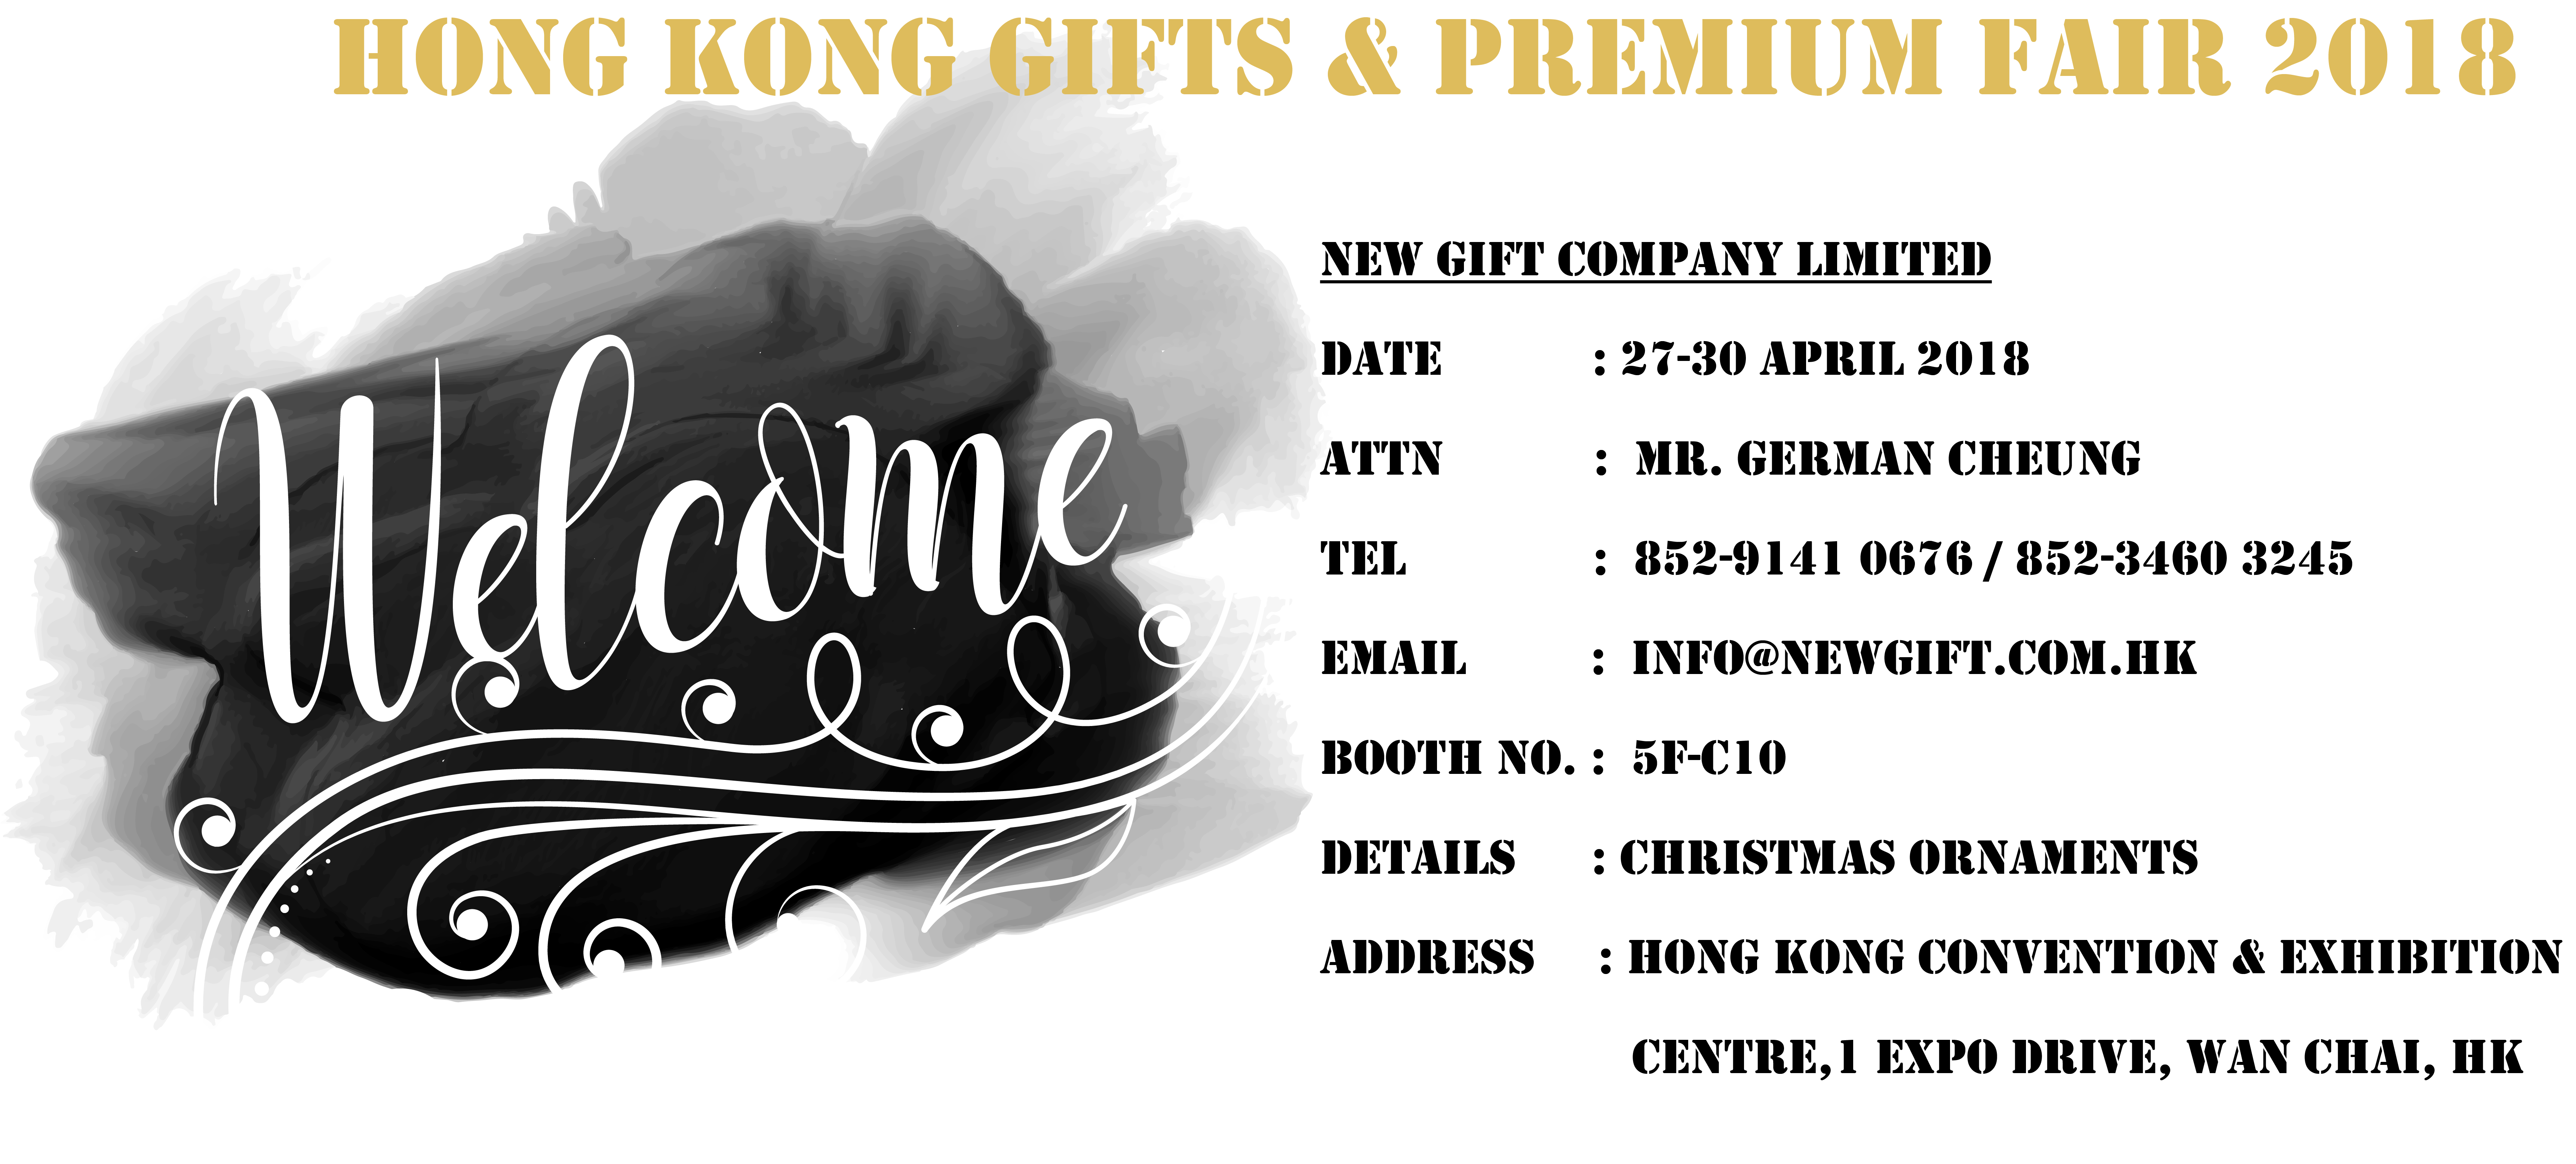 HONG KONG GIFTS & PREMIUM FAIR 2018
Welcome
NEW GIFT COMPANY LIMITED
DATE : 27-30 APRIL 2018
ATTN : MR. GERMAN CHEUNG
TEL : 852-9141 0676 / 852-3460 3245
EMAIL : INFO@NEWGIFT.COM.HK
BOOTH NO. : 5F-C10
DETAILS : CHRISTMAS ORNAMENTS
ADDRESS : HONG KONG CONVENTION & EXHIBITION
CENTRE,1 EXPO DRIVE, WAN CHAI, HK